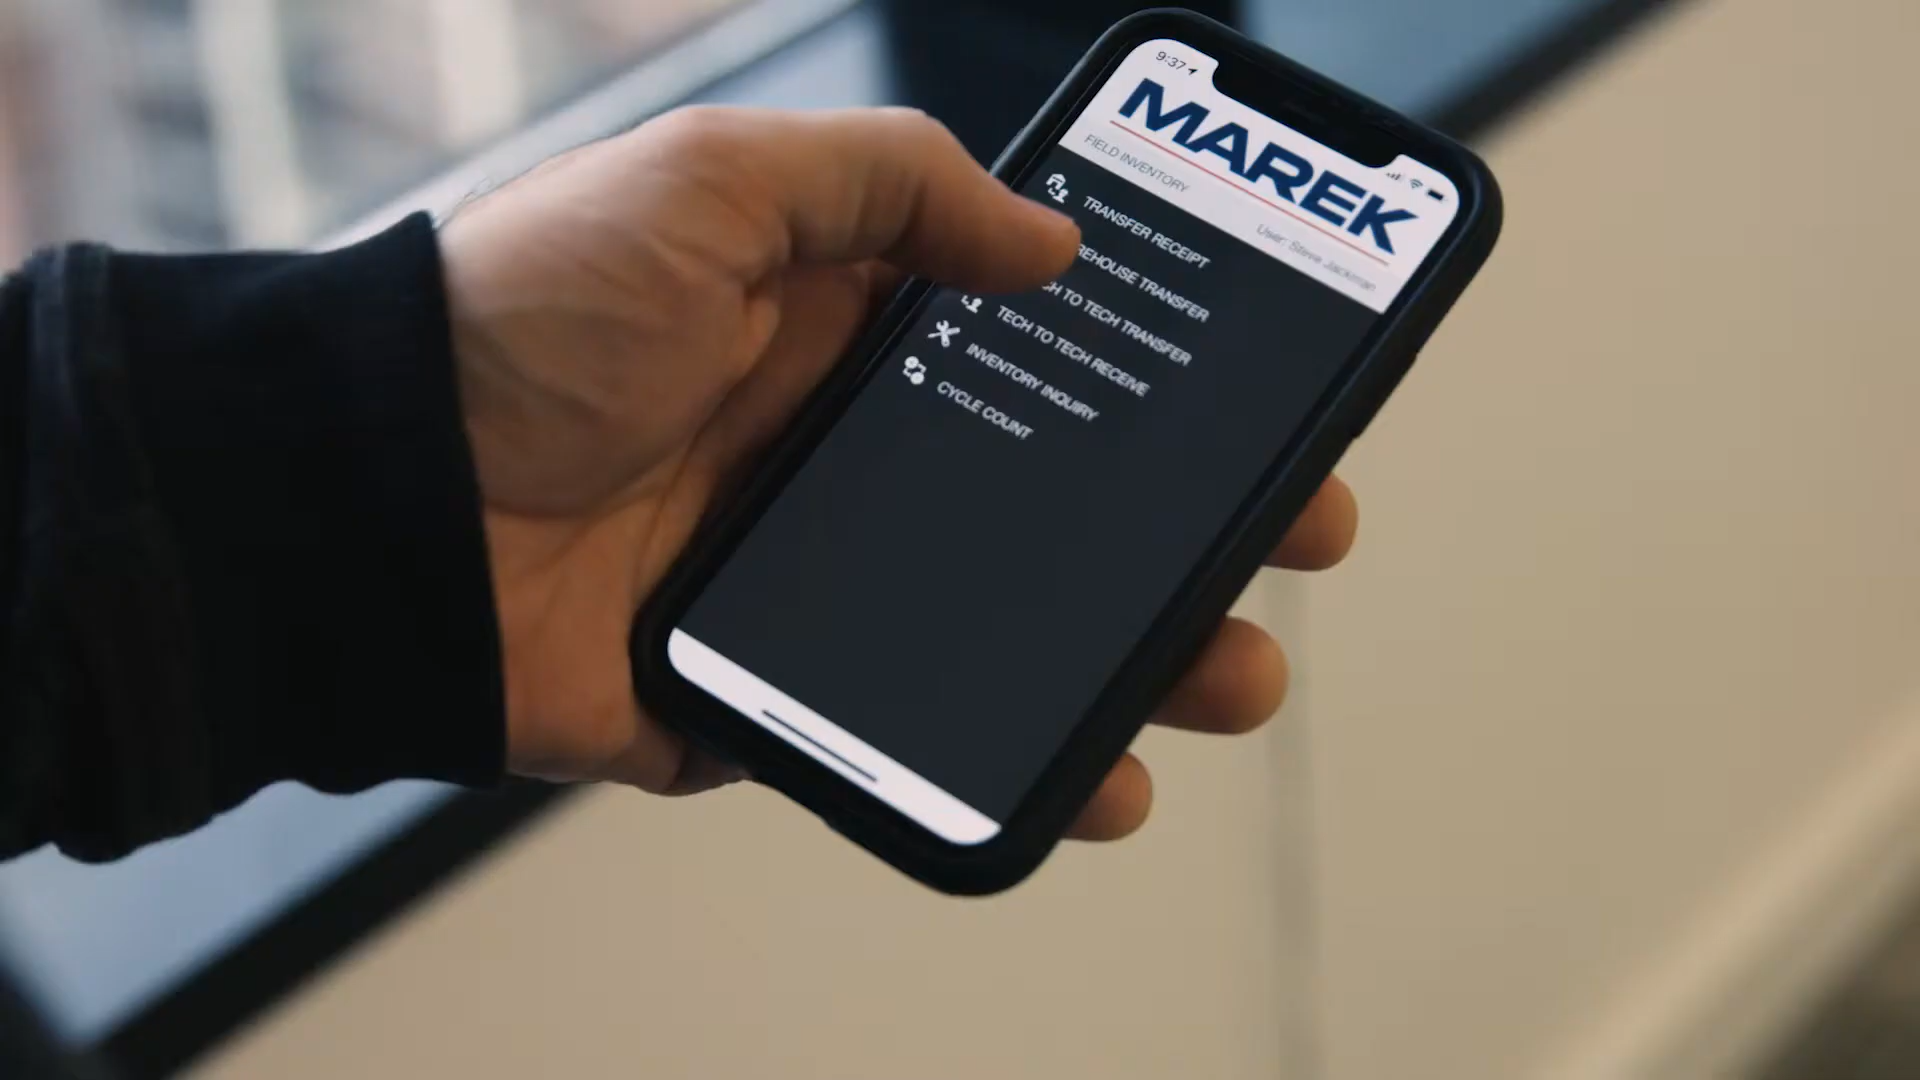 9:37
MAREK
FIELD INVENTORY
User: Steve Jackman
TRANSFER RECEIPT
REHOUSE TRANSFER
CH TO TECH TRANSFER
TECH TO TECH RECEIVE
INVENTORY INQUIRY
CYCLE COUNT